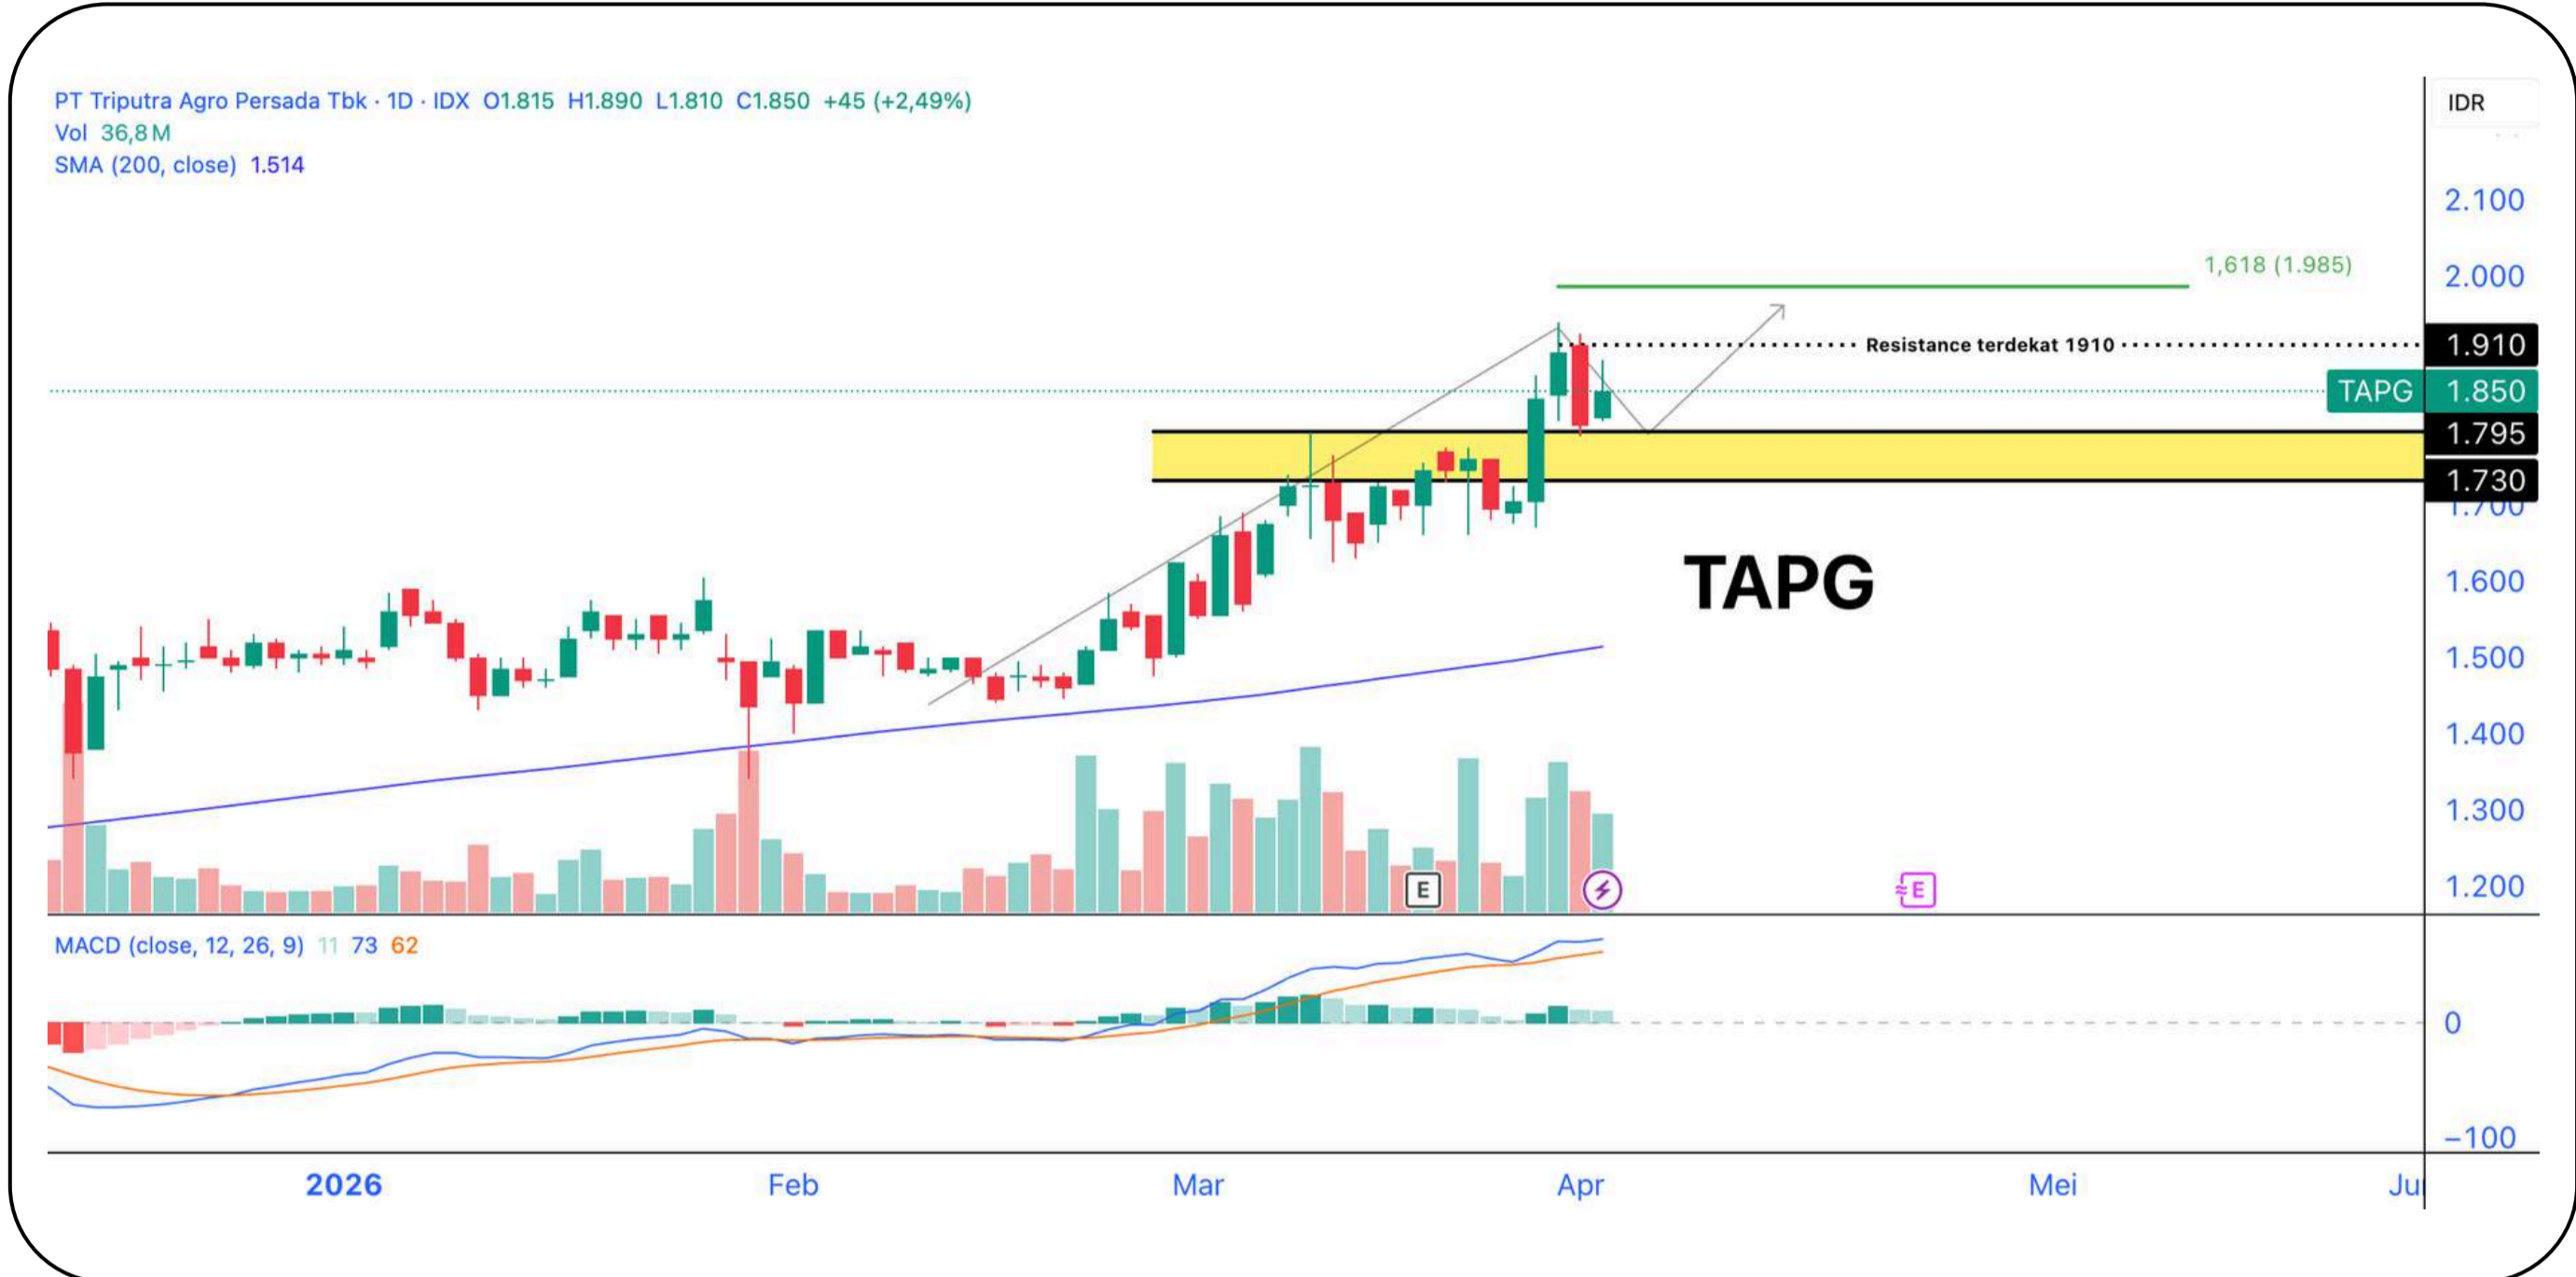 PT Triputra Agro Persada Tbk · 1D · IDX O1.815 H1.890 L1.810 C1.850 +45 (+2,49%)
Vol 36,8 M
SMA (200, close) 1.514
IDR
2.100
1,618 (1.985)
2.000
Resistance terdekat 1910
1.910
TAPG 1.850
1.795
1.730
1.700
TAPG
1.600
1.500
1.400
1.300
E
≈E
1.200
MACD (close, 12, 26, 9) 11 73 62
0
−100
2026 Feb Mar Apr Mei Ju